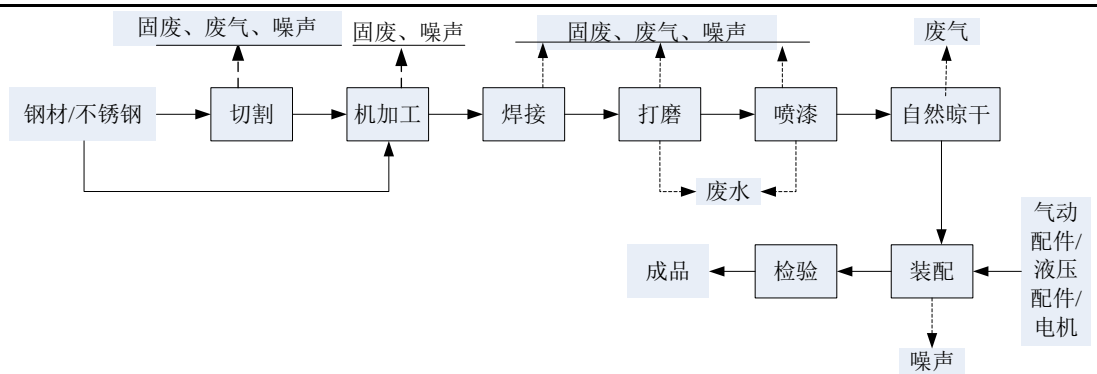 固废、废气、噪声
固废、噪声
固废、废气、噪声
废气
钢材/不锈钢
切割
机加工
焊接
打磨
喷漆
自然晾干
废水
气动
配件/
液压
配件/
电机
成品
检验
装配
噪声